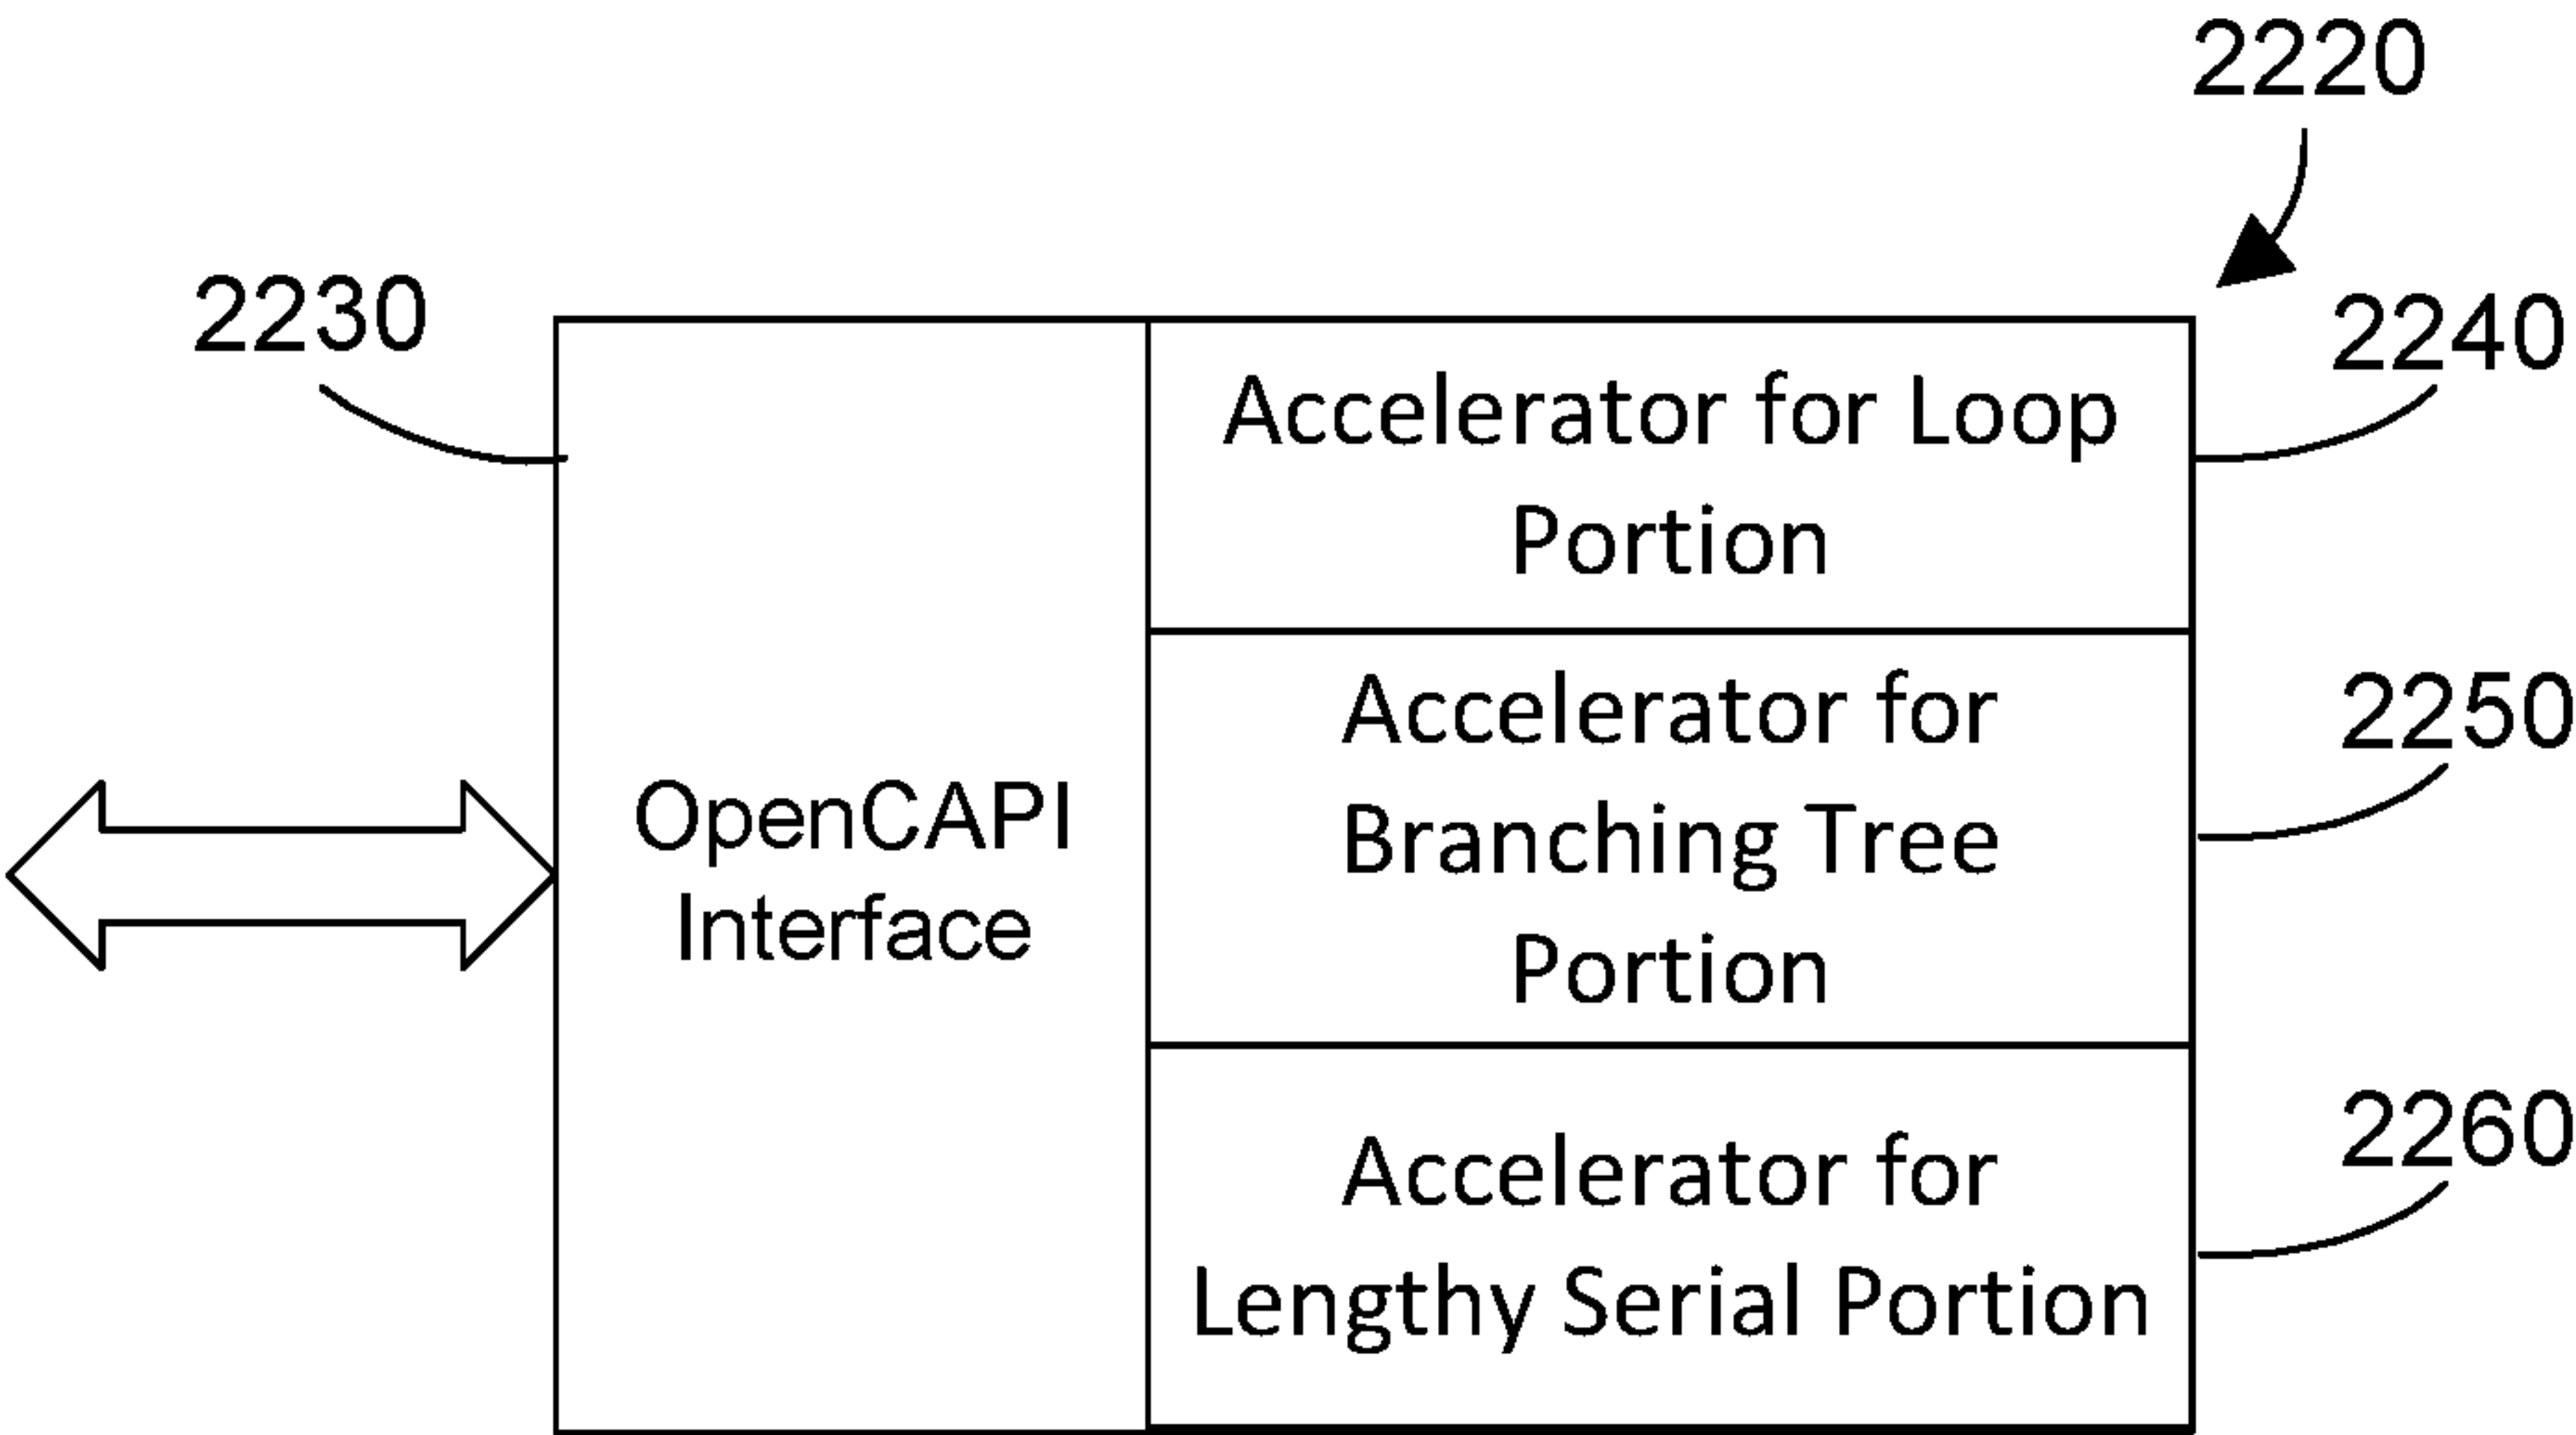 2220
2230
2240
Accelerator for Loop
Portion
2250
Accelerator for
Branching Tree
Portion
OpenCAPI
Interface
2260
Accelerator for
Lengthy Serial Portion